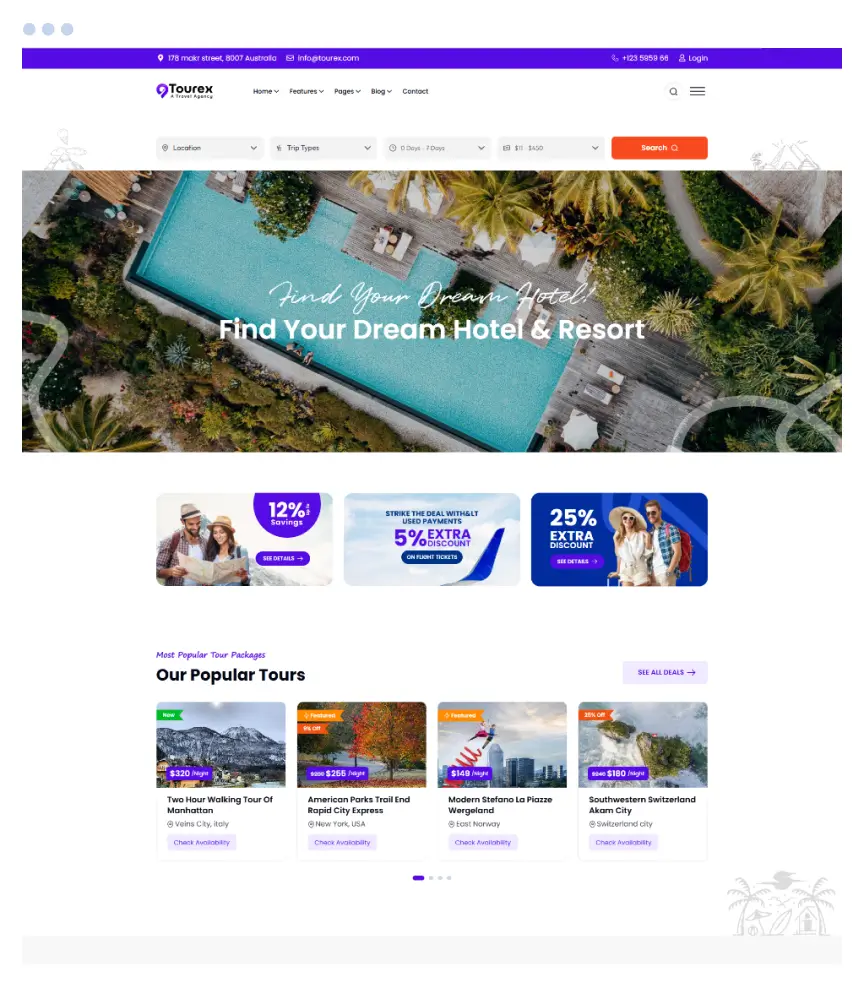 178 makr street, 8007 Australia info@tourex.com +123 5959 66 Login
Tourex
A Travel Agency
Home Features Pages Blog Contact
Location Trip Types 0 Days - 7 Days $11 - $450 Search
Find Your Dream Hotel!
Find Your Dream Hotel & Resort
12%
Savings
SEE DETAILS
STRIKE THE DEAL WITH&LT
USED PAYMENTS
5% EXTRA
DISCOUNT
ON FLIGHT TICKETS
25%
EXTRA
DISCOUNT
SEE DETAILS
Most Popular Tour Packages
Our Popular Tours
SEE ALL DEALS
New
$320 /Night
Two Hour Walking Tour Of
Manhattan
Veins City, italy
Check Availability
Featured
$255 /Night
American Parks Trail End
Rapid City Express
New York, USA
Check Availability
Featured
$149 /Night
Modern Stefano La Piazze
Wergeland
East Norway
Check Availability
25% Off
$240 $180 /Night
Southwestern Switzerland
Akam City
Switzerland city
Check Availability